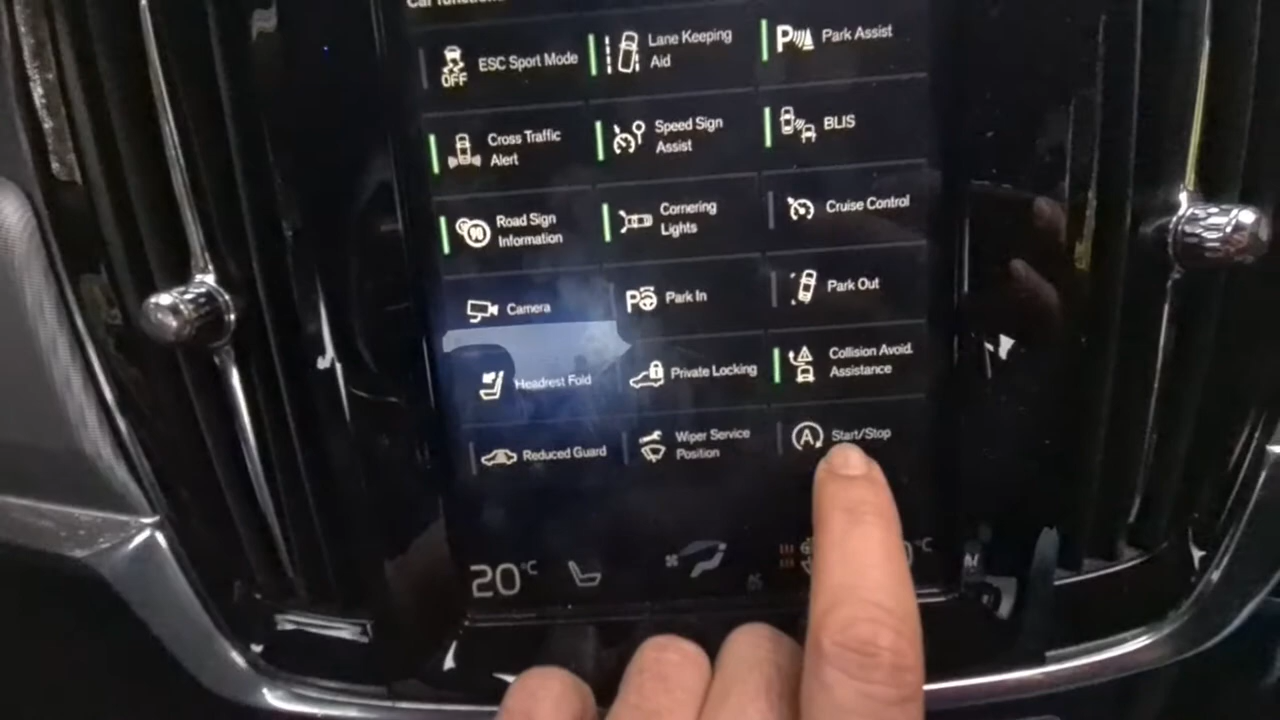 Car functions
OFF
ESC Sport Mode
Lane Keeping
Aid
P
Park Assist
Cross Traffic
Alert
Speed Sign
Assist
BLIS
90
Road Sign
Information
Cornering
Lights
Cruise Control
Camera
P
Park In
Park Out
Headrest Fold
Private Locking
Collision Avoid.
Assistance
Reduced Guard
Wiper Service
Position
A
Start/Stop
20°C
°C